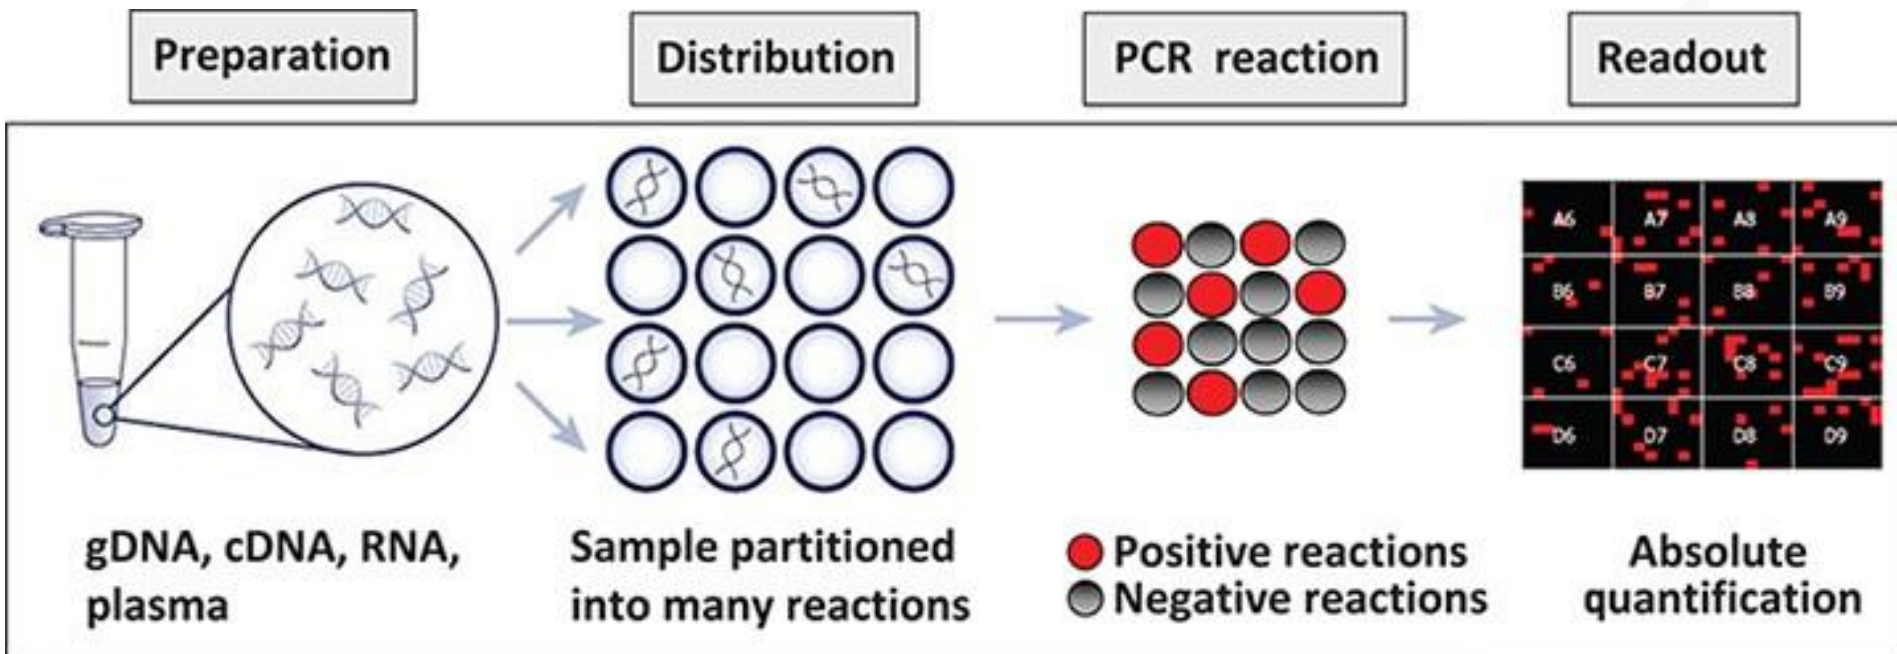 Preparation
Distribution
PCR reaction
Readout
A6
A7
A8
A9
B6
B7
B8
B9
C6
C7
C8
C9
D6
D7
D8
D9
gDNA, cDNA, RNA,
plasma
Sample partitioned
into many reactions
Positive reactions
Negative reactions
Absolute
quantification